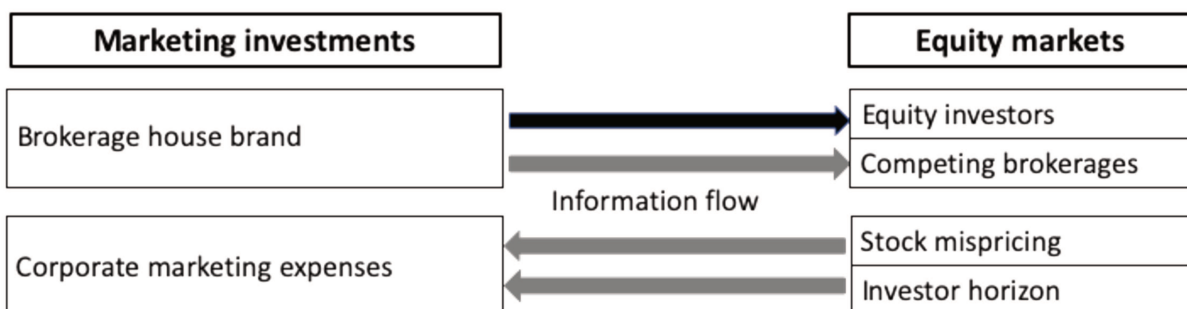 Marketing investments
Equity markets
Brokerage house brand
Equity investors
Competing brokerages
Information flow
Corporate marketing expenses
Stock mispricing
Investor horizon